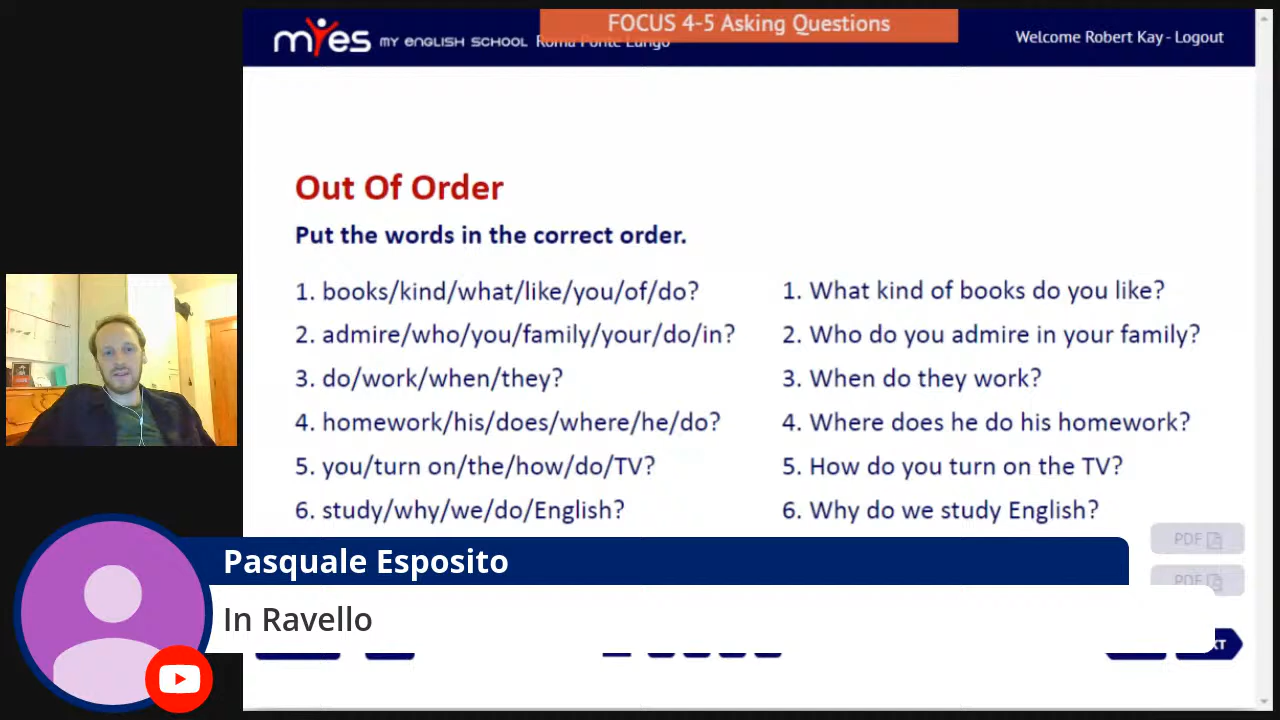 FOCUS 4-5 Asking Questions
myes MY ENGLISH SCHOOL Roma Ponte Lungo
Welcome Robert Kay - Logout
Out Of Order
Put the words in the correct order.
1. books/kind/what/like/you/of/do?
1. What kind of books do you like?
2. admire/who/you/family/your/do/in?
2. Who do you admire in your family?
3. do/work/when/they?
3. When do they work?
4. homework/his/does/where/he/do?
4. Where does he do his homework?
5. you/turn on/the/how/do/TV?
5. How do you turn on the TV?
6. study/why/we/do/English?
6. Why do we study English?
PDF
PDF
Pasquale Esposito
In Ravello